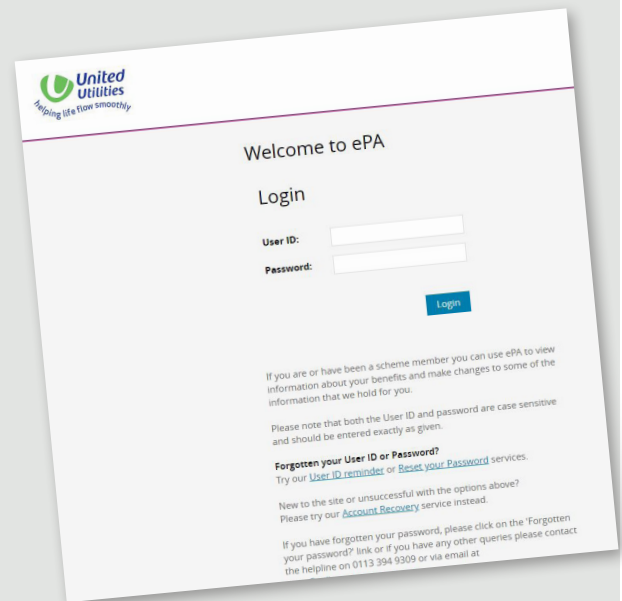 United
Utilities
helping life flow smoothly
Welcome to ePA
Login
User ID:
Password:
Login
If you are or have been a scheme member you can use ePA to view
information about your benefits and make changes to some of the
information that we hold for you.
Please note that both the User ID and password are case sensitive
and should be entered exactly as given.
Forgotten your User ID or Password?
Try our User ID reminder or Reset your Password services.
New to the site or unsuccessful with the options above?
Please try our Account Recovery service instead.
If you have forgotten your password, please click on the 'Forgotten
your password?' link or if you have any other queries please contact
the helpline on 0113 394 9309 or via email at